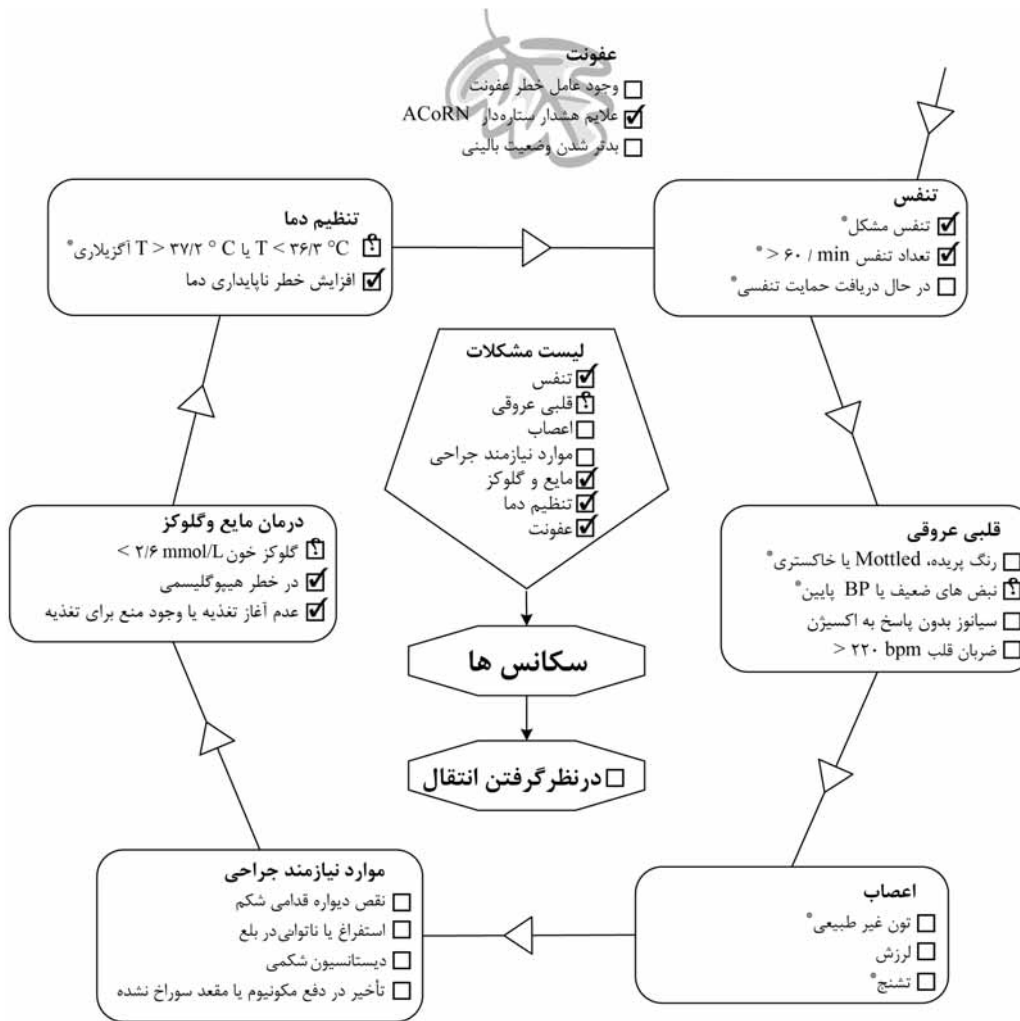 عفونت
وجود عامل خطر عفونت
علایم هشدار ستاره‌دار ACoRN
بدتر شدن وضعیت بالینی
تنفس
تنفس مشکل*
تعداد تنفس ۶۰ / min < *
در حال دریافت حمایت تنفسی*
قلبی عروقی
رنگ پریده، Mottled یا خاکستری*
نبض های ضعیف یا BP پایین*
سیانوز بدون پاسخ به اکسیژن
ضربان قلب ۲۲۰ bpm <
اعصاب
تون غیر طبیعی*
لرزش
تشنج*
موارد نیازمند جراحی
نقص دیواره قدامی شکم
استفراغ یا ناتوانی در بلع
دیستانسیون شکمی
تأخیر در دفع مکونیوم یا مقعد سوراخ نشده
درمان مایع وگلوکز
گلوکز خون ۲/۶ mmol/L >
در خطر هیپوگلیسمی
عدم آغاز تغذیه یا وجود منع برای تغذیه
تنظیم دما
T < ۳۶/۳ °C یا T > ۳۷/۲ ° C آگزیلاری*
افزایش خطر ناپایداری دما
لیست مشکلات
تنفس
قلبی عروقی
اعصاب
موارد نیازمند جراحی
مایع و گلوکز
تنظیم دما
عفونت
سکانس ها
درنظرگرفتن انتقال